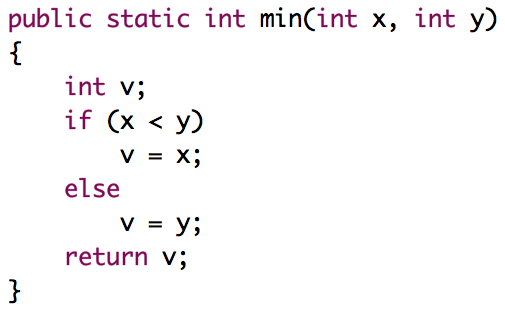 public static int min(int x, int y)
{
    int v;
    if (x < y)
        v = x;
    else
        v = y;
    return v;
}